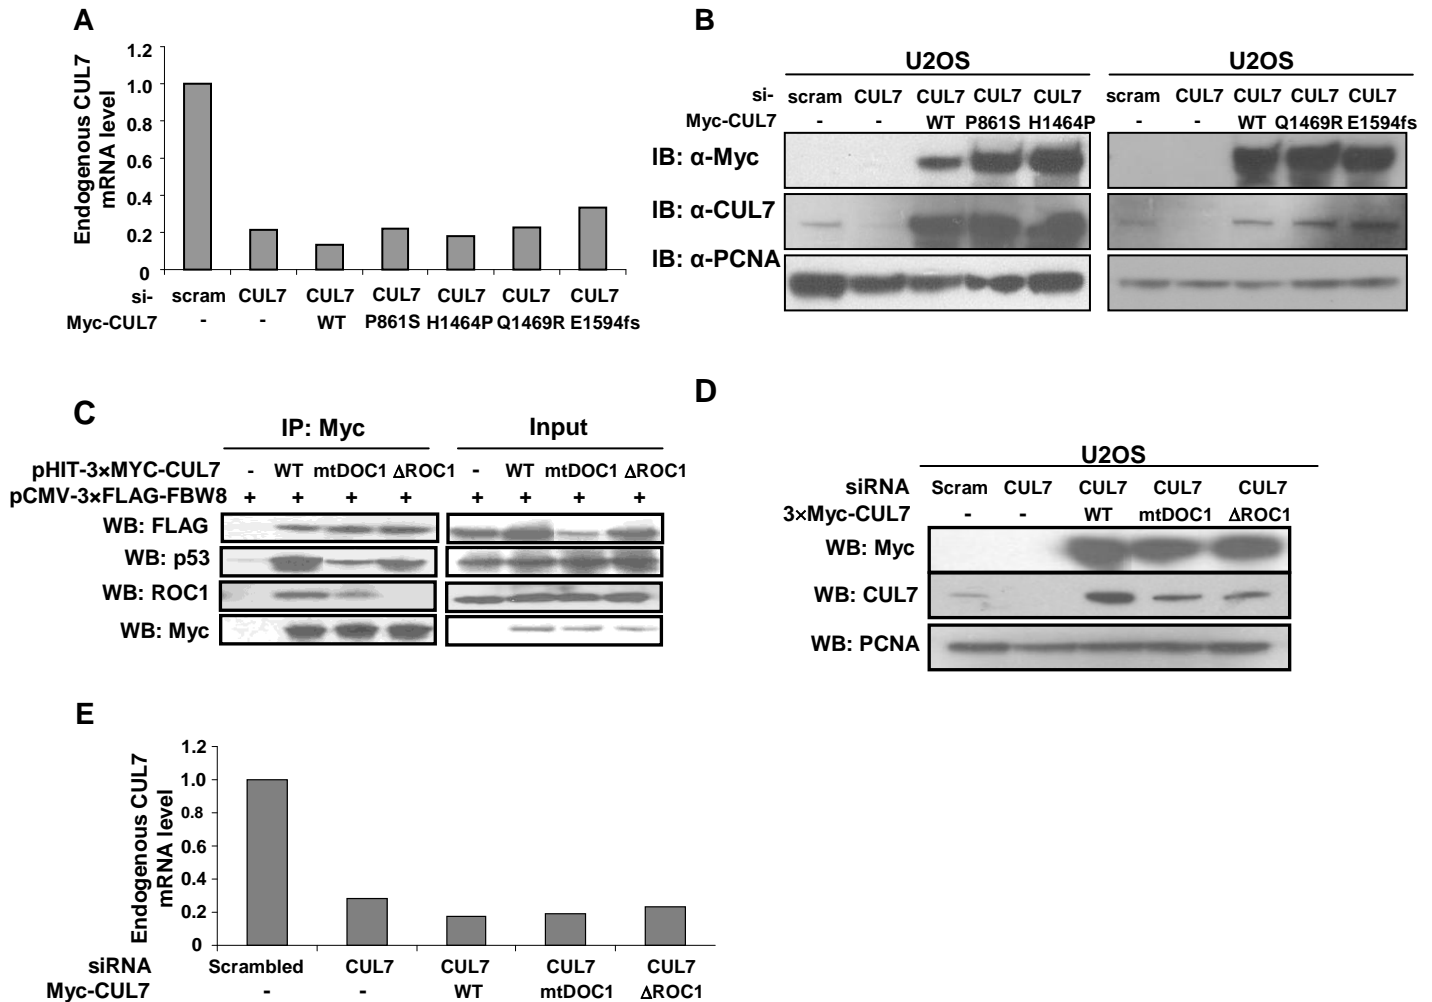 A
Endogenous CUL7
mRNA level
1.2
1.0
0.8
0.6
0.4
0.2
0
si- scram CUL7 CUL7 CUL7 CUL7 CUL7 CUL7
Myc-CUL7 - - WT P861S H1464P Q1469R E1594fs
B
U2OS U2OS
si- scram CUL7 CUL7 CUL7 CUL7 scram CUL7 CUL7 CUL7 CUL7
Myc-CUL7 - - WT P861S H1464P - - WT Q1469R E1594fs
IB: α-Myc
IB: α-CUL7
IB: α-PCNA
C
IP: Myc Input
pHIT-3×MYC-CUL7 - WT mtDOC1 ΔROC1 - WT mtDOC1 ΔROC1
pCMV-3×FLAG-FBW8 + + + + + + + +
WB: FLAG
WB: p53
WB: ROC1
WB: Myc
D
U2OS
siRNA Scram CUL7 CUL7 CUL7 CUL7
3×Myc-CUL7 - - WT mtDOC1 ΔROC1
WB: Myc
WB: CUL7
WB: PCNA
E
Endogenous CUL7
mRNA level
1.2
1.0
0.8
0.6
0.4
0.2
0
siRNA Scrambled CUL7 CUL7 CUL7 CUL7
Myc-CUL7 - - WT mtDOC1 ΔROC1